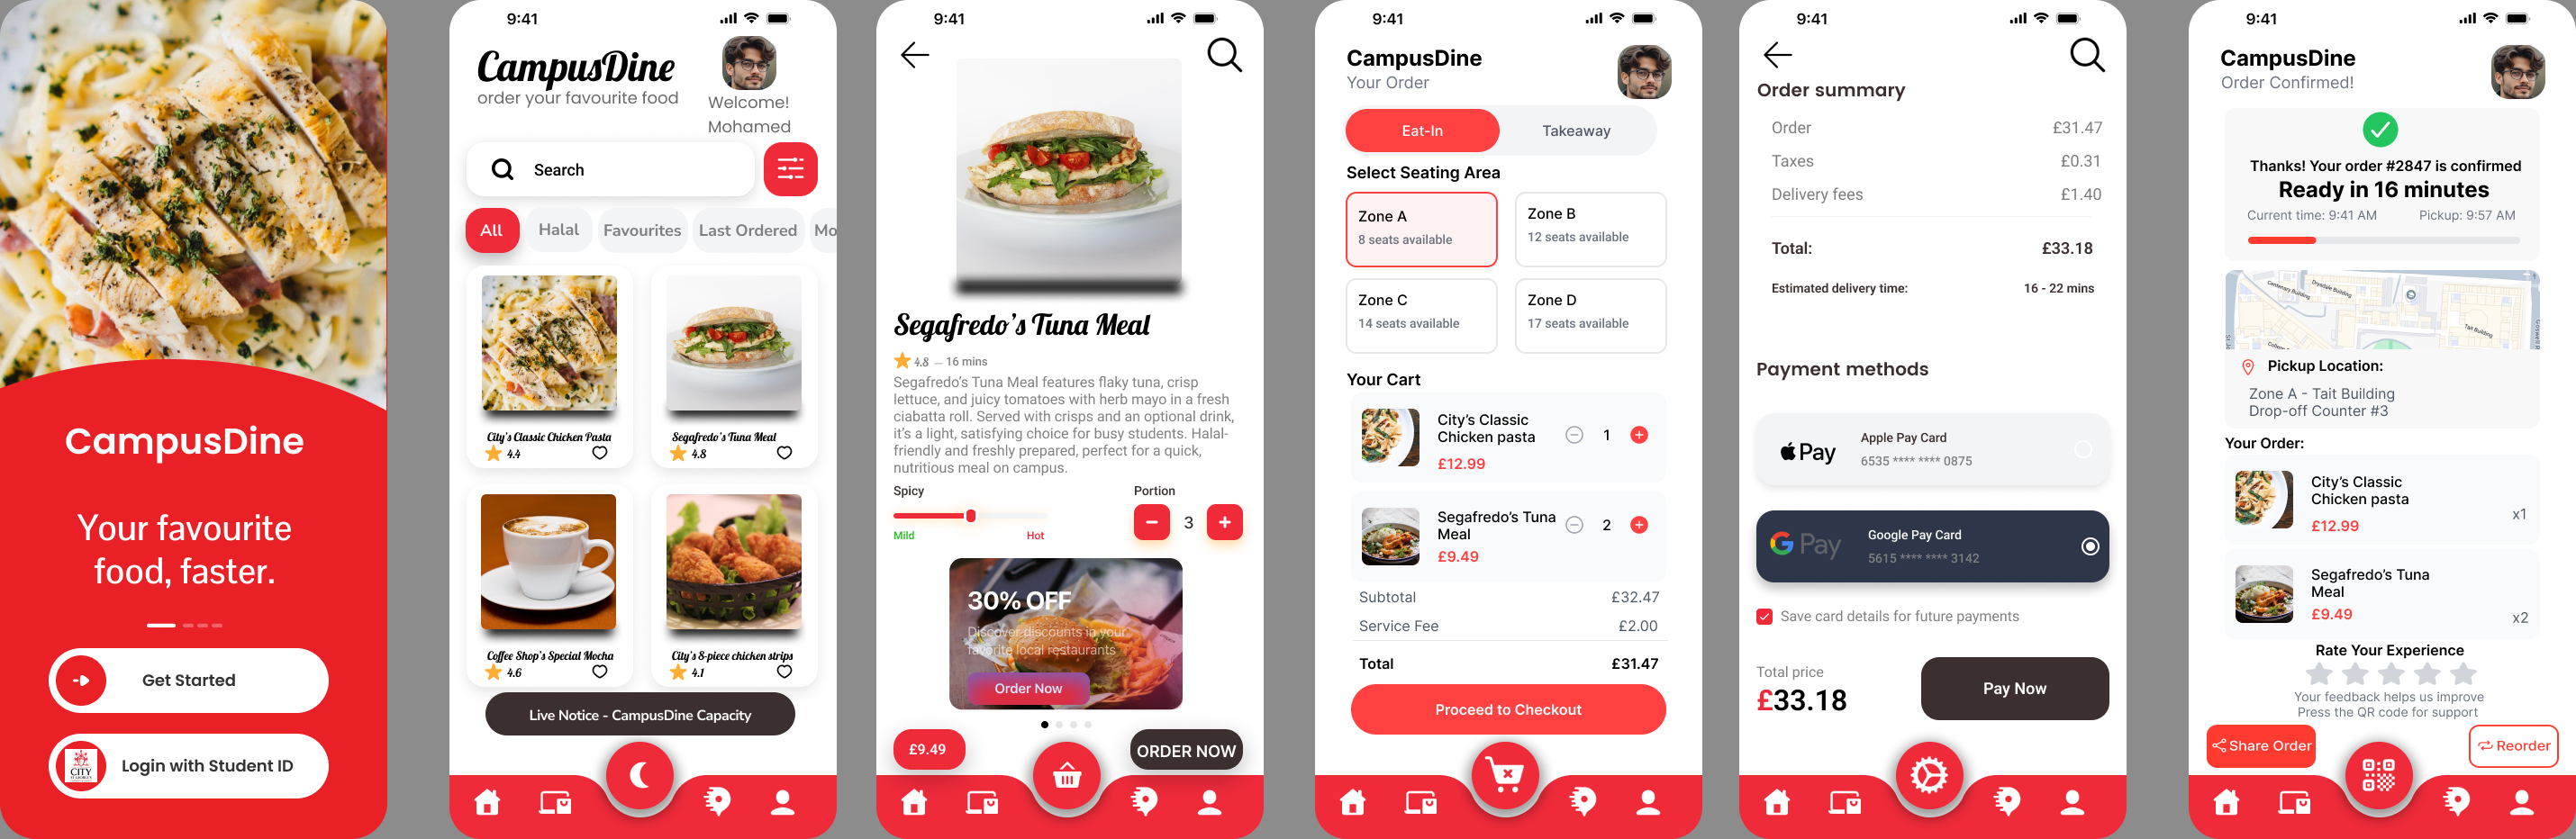 CampusDine
Your favourite
food, faster.
Get Started
CITY
Login with Student ID
9:41
CampusDine
order your favourite food
Welcome!
Mohamed
Search
All
Halal
Favourites
Last Ordered
Mo
City's Classic Chicken Pasta
4.4
Segafredo's Tuna Meal
4.8
Coffee Shop's Special Mocha
4.6
City's 8-piece chicken strips
4.1
Live Notice - CampusDine Capacity
9:41
Segafredo's Tuna Meal
4.8 – 16 mins
Segafredo's Tuna Meal features flaky tuna, crisp
lettuce, and juicy tomatoes with herb mayo in a fresh
ciabatta roll. Served with crisps and an optional drink,
it's a light, satisfying choice for busy students. Halal-
friendly and freshly prepared, perfect for a quick,
nutritious meal on campus.
Spicy
Portion
3
Mild
Hot
30% OFF
Discover discounts in your
favorite local restaurants
Order Now
£9.49
ORDER NOW
9:41
CampusDine
Your Order
Eat-In
Takeaway
Select Seating Area
Zone A
8 seats available
Zone B
12 seats available
Zone C
14 seats available
Zone D
17 seats available
Your Cart
City's Classic
Chicken pasta
£12.99
1
Segafredo's Tuna
Meal
£9.49
2
Subtotal £32.47
Service Fee £2.00
Total £31.47
Proceed to Checkout
9:41
Order summary
Order £31.47
Taxes £0.31
Delivery fees £1.40
Total: £33.18
Estimated delivery time: 16 - 22 mins
Payment methods
Pay
Apple Pay Card
6535 **** **** 0875
G Pay
Google Pay Card
5615 **** **** 3142
Save card details for future payments
Total price
£33.18
Pay Now
9:41
CampusDine
Order Confirmed!
Thanks! Your order #2847 is confirmed
Ready in 16 minutes
Current time: 9:41 AM
Pickup: 9:57 AM
Centenary Building
Drysdale Building
Tait Building
Pickup Location:
Zone A - Tait Building
Drop-off Counter #3
Your Order:
City's Classic
Chicken pasta
£12.99
x1
Segafredo's Tuna
Meal
£9.49
x2
Rate Your Experience
Your feedback helps us improve
Press the QR code for support
Share Order
Reorder